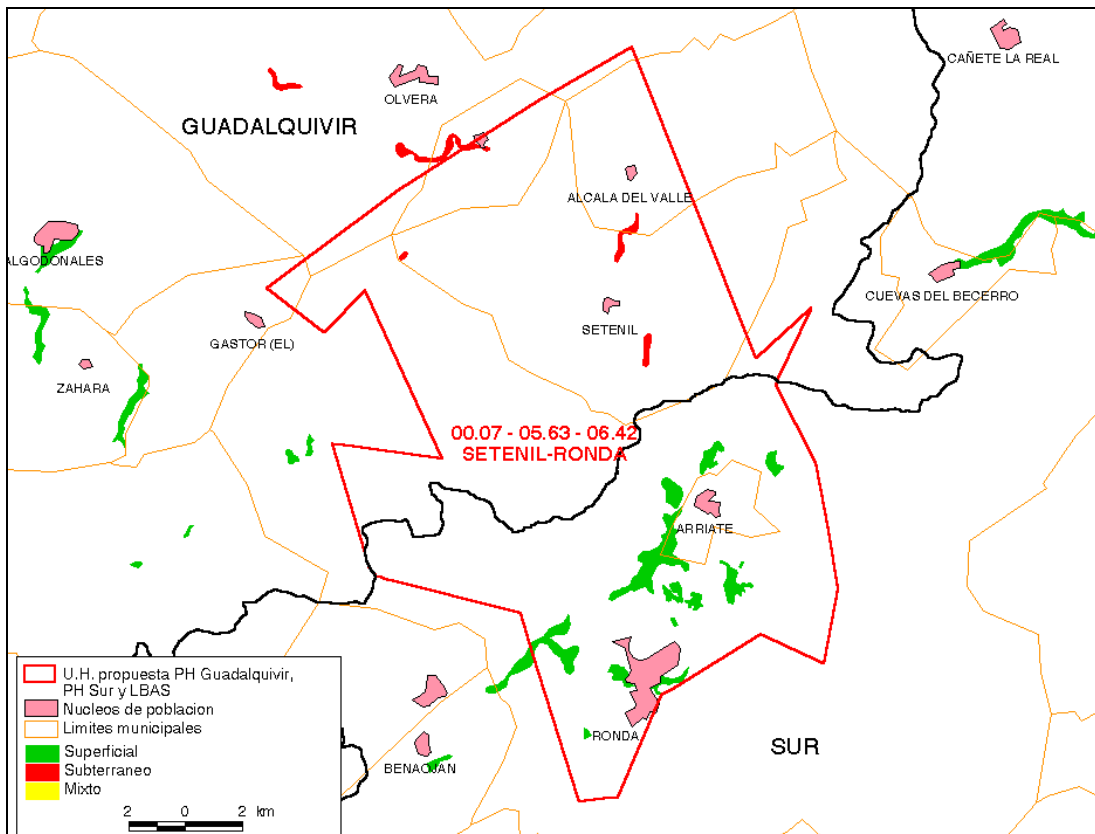 CAÑETE LA REAL
OLVERA
GUADALQUIVIR
ALCALA DEL VALLE
ALGODONALES
CUEVAS DEL BECERRO
SETENIL
GASTOR (EL)
ZAHARA
00.07 - 05.63 - 06.42
SETENIL-RONDA
ARRIATE
RONDA
SUR
BENAOJAN
U.H. propuesta PH Guadalquivir,
PH Sur y LBAS
Nucleos de poblacion
Limites municipales
Superficial
Subterraneo
Mixto
2 0 2 km